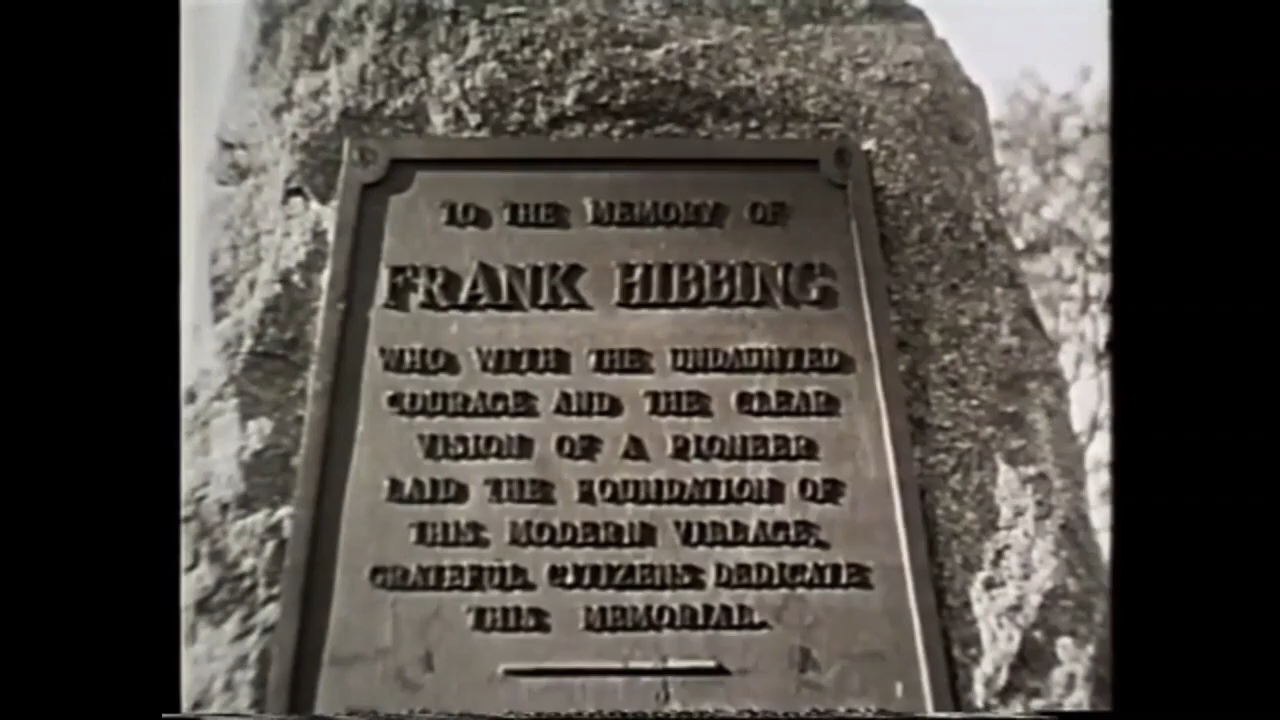 TO THE MEMORY OF
FRANK HIBBING
WHO, WITH THE UNDAUNTED
COURAGE AND THE CLEAR
VISION OF A PIONEER
LAID THE FOUNDATION OF
THIS MODERN VILLAGE,
GRATEFUL CITIZENS DEDICATE
THIS MEMORIAL.